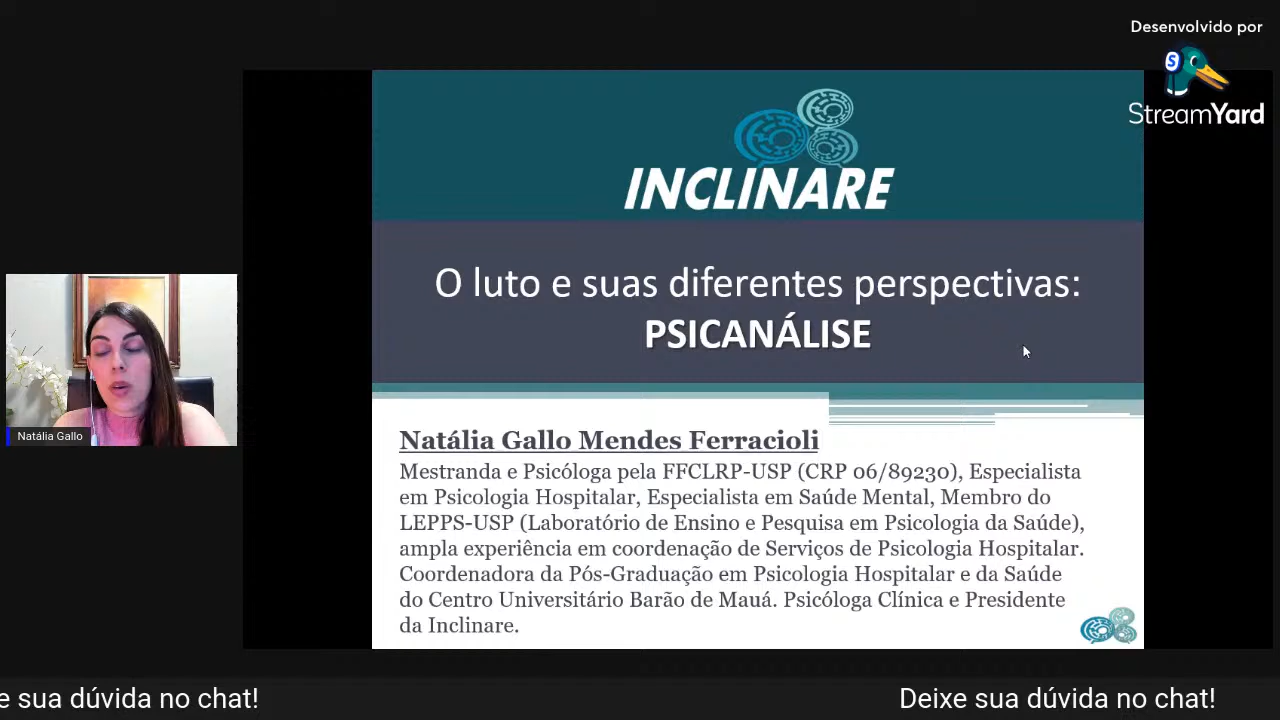 Desenvolvido por
StreamYard
INCLINARE
O luto e suas diferentes perspectivas:
PSICANÁLISE
Natália Gallo
Natália Gallo Mendes Ferracioli
Mestranda e Psicóloga pela FFCLRP-USP (CRP 06/89230), Especialista
em Psicologia Hospitalar, Especialista em Saúde Mental, Membro do
LEPPS-USP (Laboratório de Ensino e Pesquisa em Psicologia da Saúde),
ampla experiência em coordenação de Serviços de Psicologia Hospitalar.
Coordenadora da Pós-Graduação em Psicologia Hospitalar e da Saúde
do Centro Universitário Barão de Mauá. Psicóloga Clínica e Presidente
da Inclinare.
e sua dúvida no chat!
Deixe sua dúvida no chat!